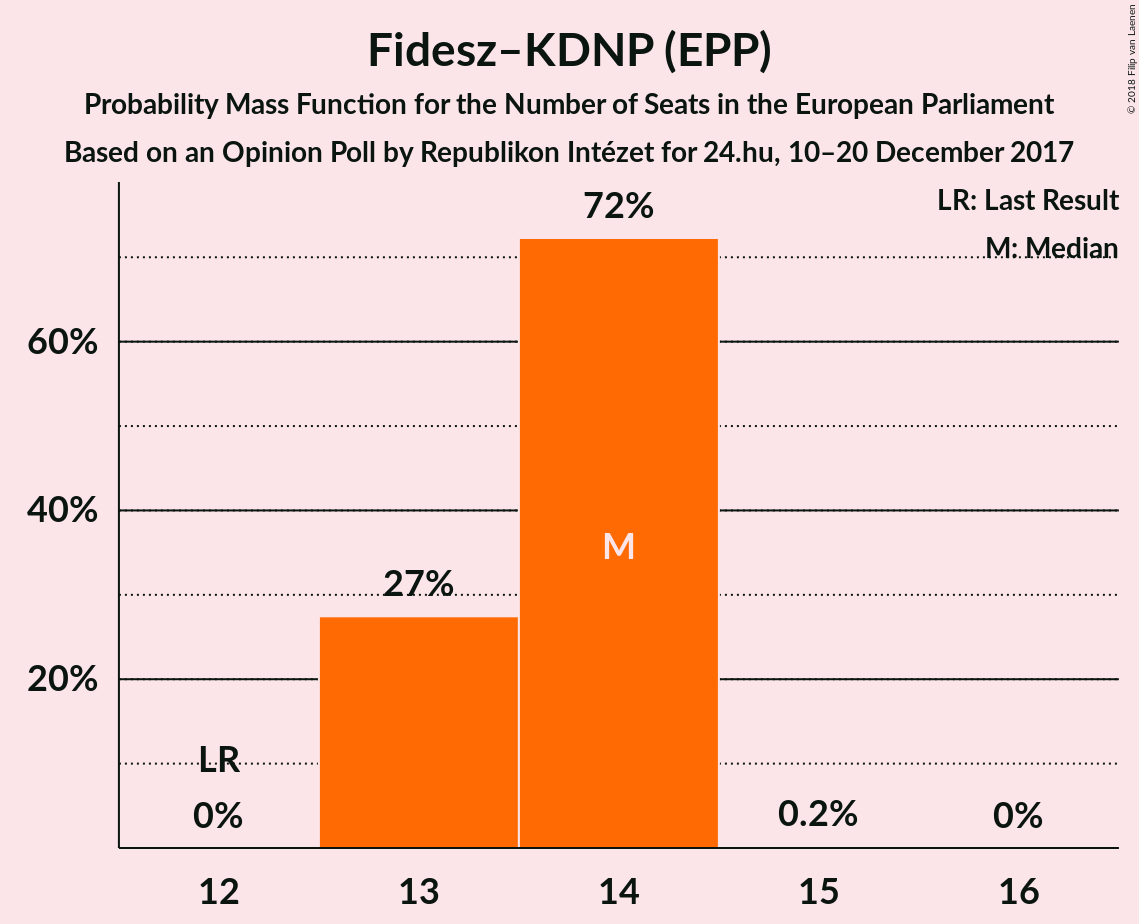 Fidesz–KDNP (EPP)
Probability Mass Function for the Number of Seats in the European Parliament
Based on an Opinion Poll by Republikon Intézet for 24.hu, 10–20 December 2017
© 2018 Filip van Laenen
LR: Last Result
M: Median
72%
60%
40%
M
27%
20%
LR
0%
0.2%
0%
12
13
14
15
16